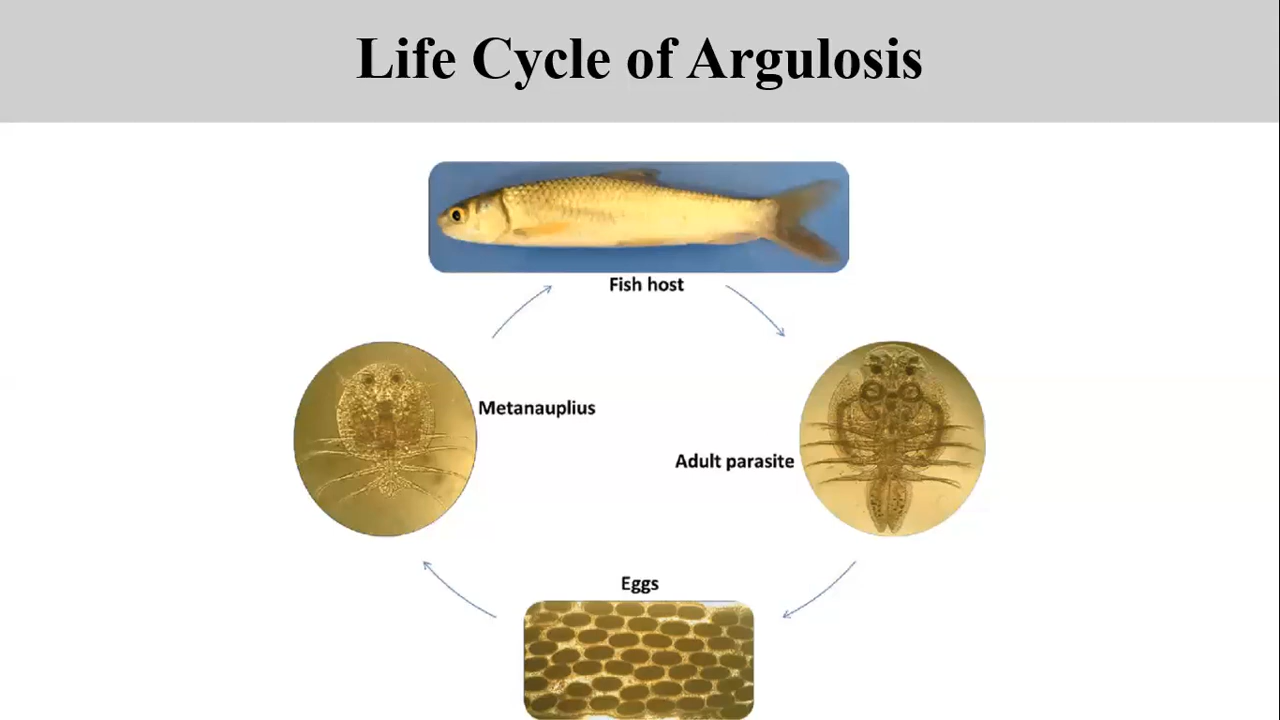 Life Cycle of Argulosis
Fish host
Metanauplius
Adult parasite
Eggs